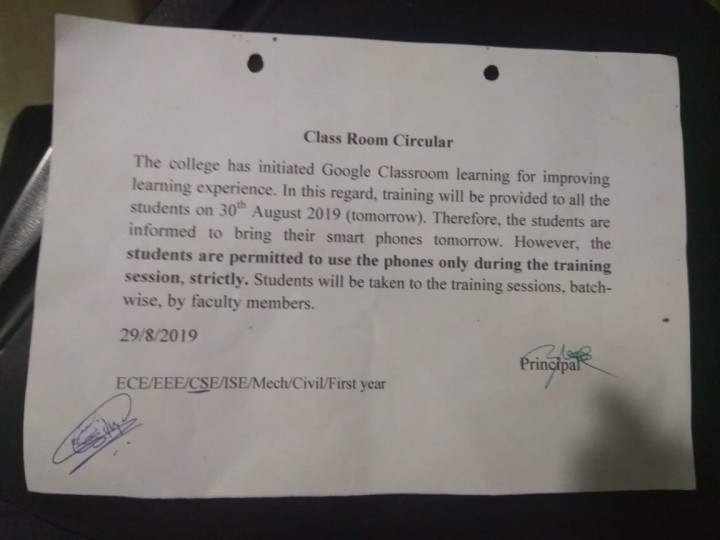 Class Room Circular
The college has initiated Google Classroom learning for improving
learning experience. In this regard, training will be provided to all the
students on 30th August 2019 (tomorrow). Therefore, the students are
informed to bring their smart phones tomorrow. However, the
students are permitted to use the phones only during the training
session, strictly. Students will be taken to the training sessions, batch-
wise, by faculty members.
29/8/2019
Principal
ECE/EEE/CSE/ISE/Mech/Civil/First year